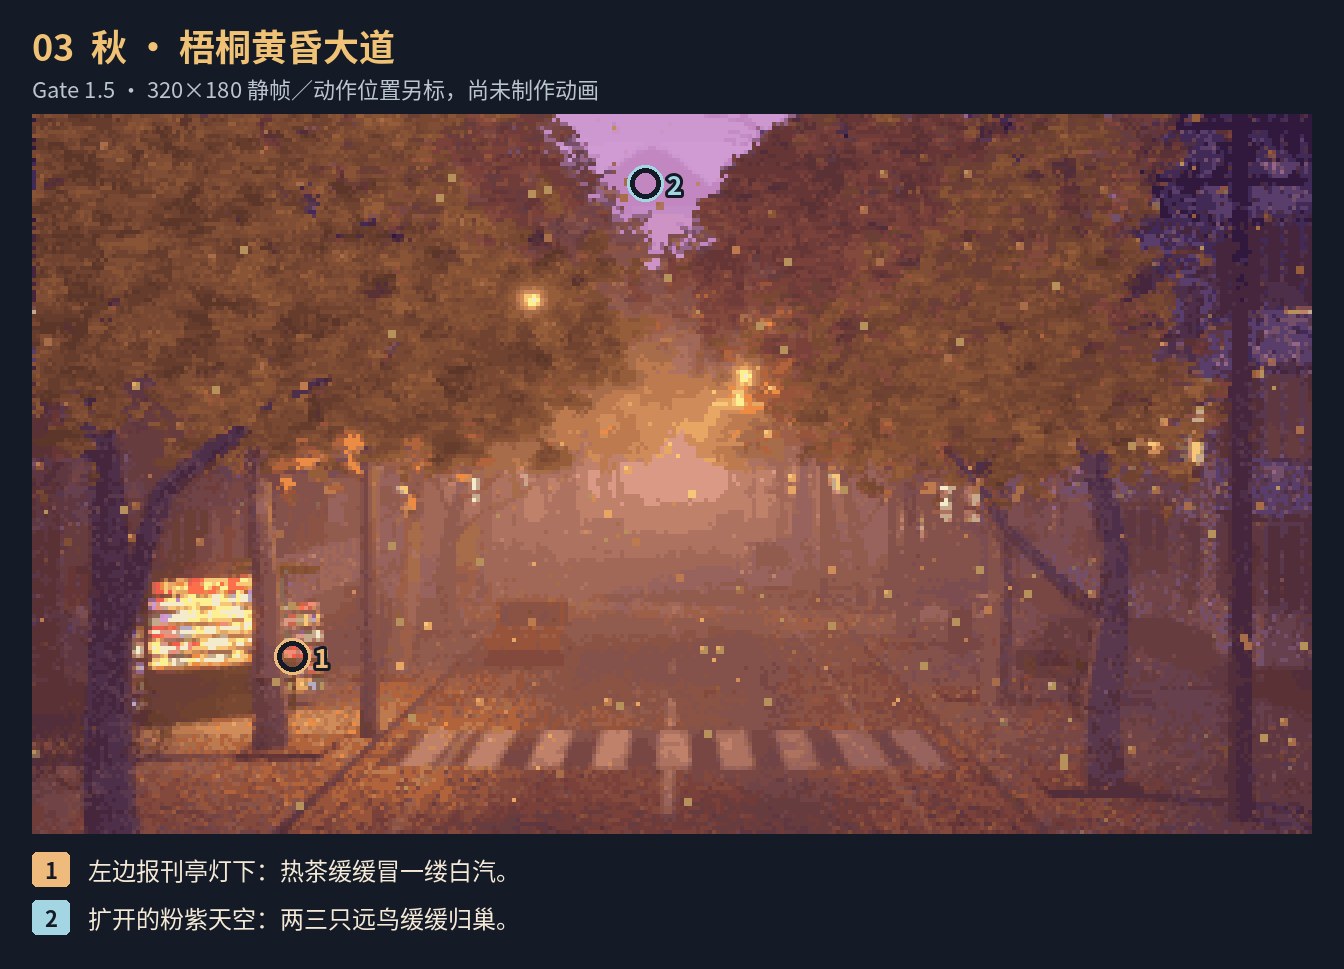 03 秋 · 梧桐黄昏大道
Gate 1.5 · 320×180 静帧／动作位置另标，尚未制作动画
2
1
1 左边报刊亭灯下：热茶缓缓冒一缕白汽。
2 扩开的粉紫天空：两三只远鸟缓缓归巢。